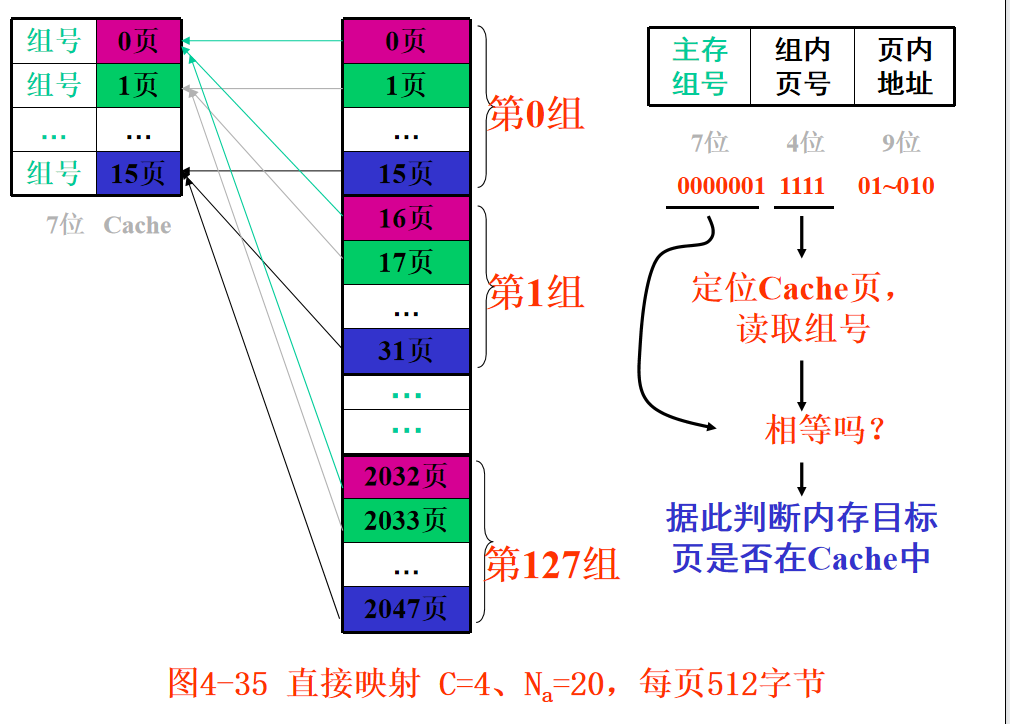 组号 0页
组号 1页
... ...
组号 15页
7位 Cache
0页
1页
...
15页
第0组
16页
17页
...
31页
第1组
...
...
2032页
2033页
...
2047页
第127组
主存组号 组内页号 页内地址
7位 4位 9位
0000001 1111 01~010
定位Cache页，
读取组号
相等吗？
据此判断内存目标
页是否在Cache中
图4-35 直接映射 C=4、Na=20，每页512字节